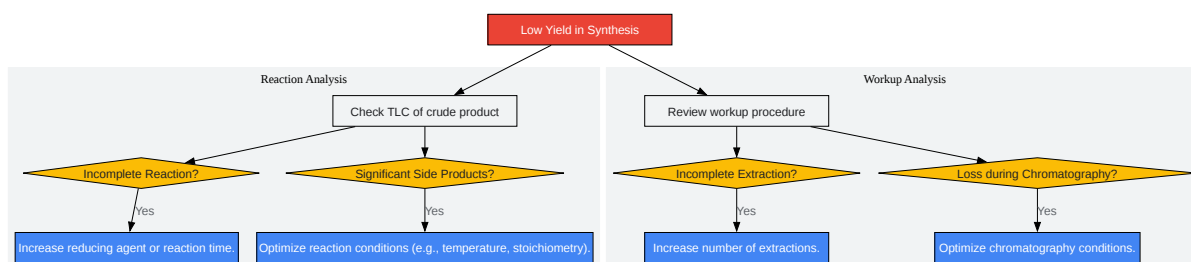 Low Yield in Synthesis
Reaction Analysis
Workup Analysis
Check TLC of crude product
Review workup procedure
Incomplete Reaction?
Significant Side Products?
Incomplete Extraction?
Loss during Chromatography?
Yes
Yes
Yes
Yes
Increase reducing agent or reaction time.
Optimize reaction conditions (e.g., temperature, stoichiometry).
Increase number of extractions.
Optimize chromatography conditions.